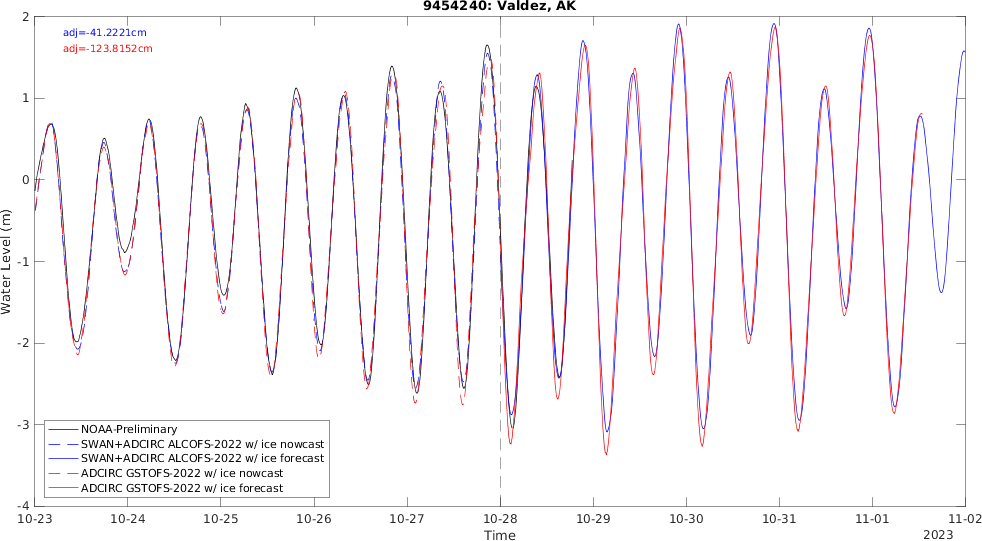 9454240: Valdez, AK
adj=-41.2221cm
adj=-123.8152cm
2
1
0
-1
-2
-3
-4
Water Level (m)
NOAA-Preliminary
SWAN+ADCIRC ALCOFS-2022 w/ ice nowcast
SWAN+ADCIRC ALCOFS-2022 w/ ice forecast
ADCIRC GSTOFS-2022 w/ ice nowcast
ADCIRC GSTOFS-2022 w/ ice forecast
10-23 10-24 10-25 10-26 10-27 10-28 10-29 10-30 10-31 11-01 11-02
Time
2023